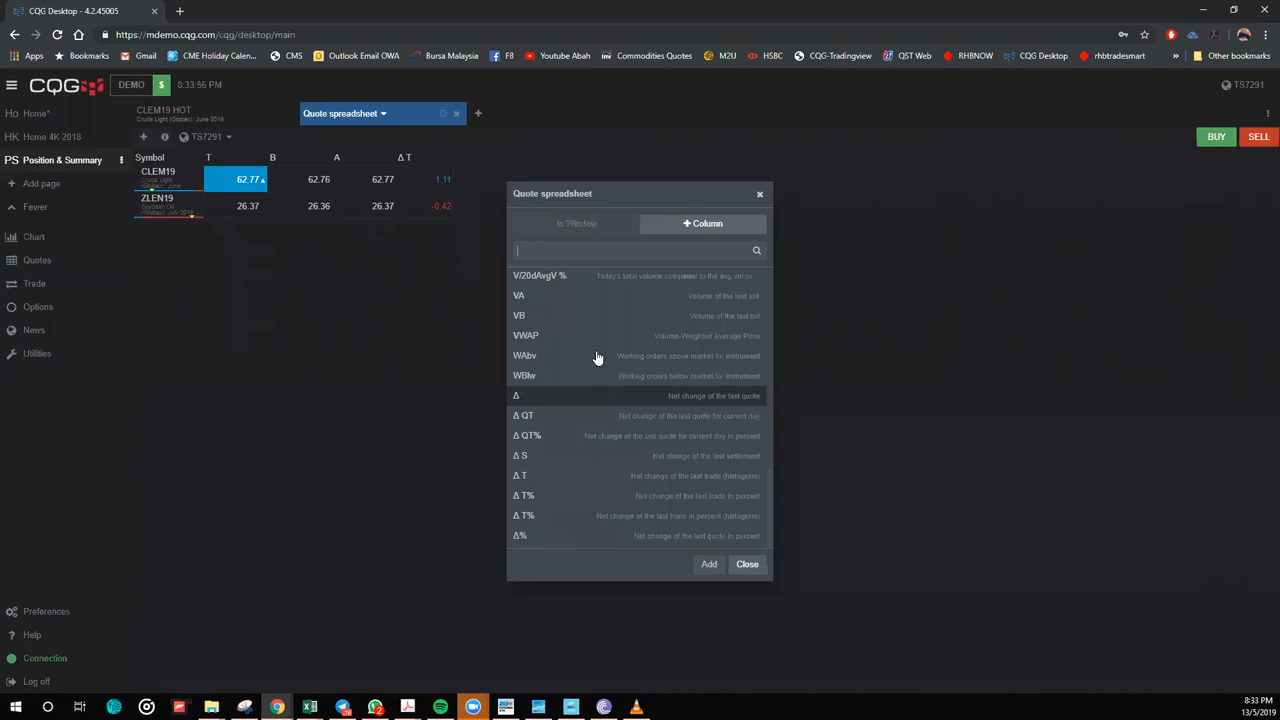 CQG Desktop - 4.2.45005
https://mdemo.cqg.com/cqg/desktop/main
Apps
Bookmarks
Gmail
CME Holiday Calen...
CMS
Outlook Email OWA
Bursa Malaysia
FB
Youtube Abah
Commodities Quotes
M2U
HSBC
CQG-Tradingview
QST Web
RHBNOW
CQG Desktop
rhbtradesmart
Other bookmarks
CQG
DEMO
$
8:33:56 PM
TS7291
Ho Home*
CLEM19 HOT
Crude Light (Globex): June 2019
Quote spreadsheet
HK Home 4K 2018
TS7291
BUY
SELL
PS Position & Summary
Symbol T B A Δ T
CLEM19
62.77 62.76 62.77 1.11
Crude Light
(Globex): June
Add page
ZLEN19
26.37 26.36 26.37 -0.42
Soybean Oil
(Globex): July 2019
Fewer
Chart
Quotes
Trade
Options
News
Utilities
Preferences
Help
Connection
Log off
Quote spreadsheet
In Window
+ Column
V/20dAvgV % Today's total volume compared to the avg vol ov...
VA Volume of the last ask
VB Volume of the last bid
VWAP Volume-Weighted Average Price
WAbv Working orders above market for instrument
WBlw Working orders below market for instrument
Δ Net change of the last quote
Δ QT Net change of the last quote for current day
Δ QT% Net change of the last quote for current day in percent
Δ S Net change of the last settlement
Δ T Net change of the last trade (histogram)
Δ T% Net change of the last trade in percent
Δ T% Net change of the last trade in percent (histogram)
Δ% Net change of the last quote in percent
Add
Close
8:33 PM
13/5/2019